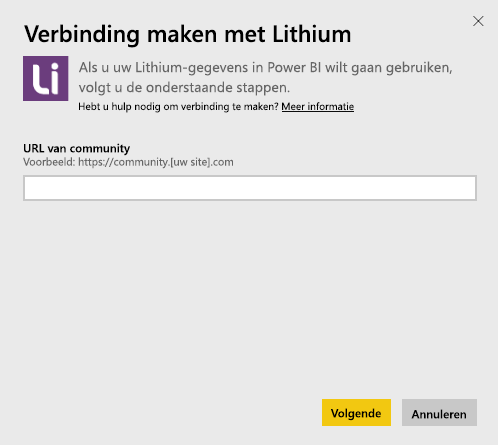 Verbinding maken met Lithium
Li
Als u uw Lithium-gegevens in Power BI wilt gaan gebruiken,
volgt u de onderstaande stappen.
Hebt u hulp nodig om verbinding te maken? Meer informatie
URL van community
Voorbeeld: https://community.[uw site].com
Volgende
Annuleren